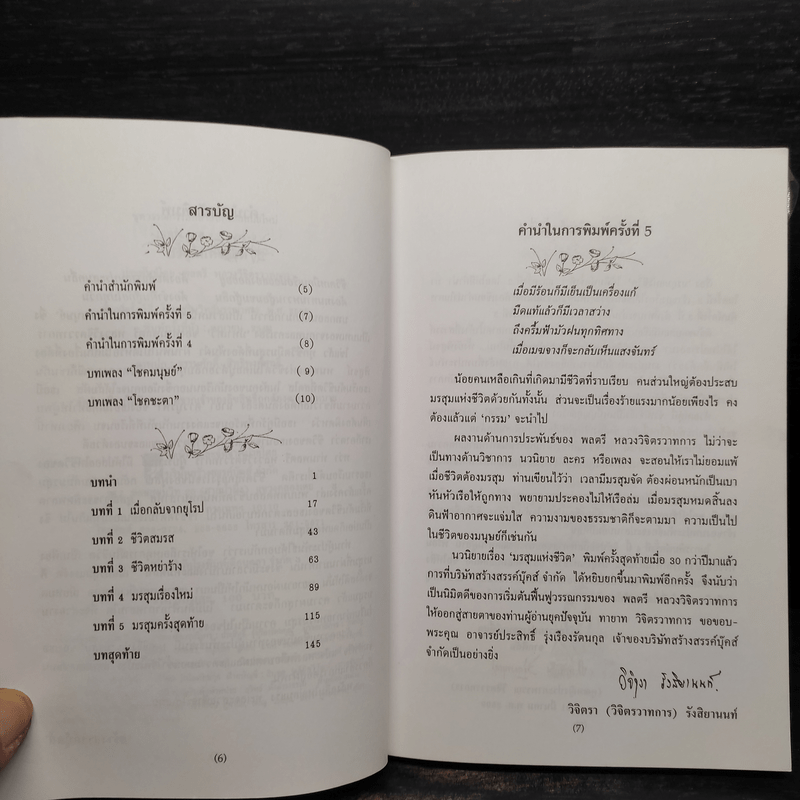 สารบัญ
คำนำสำนักพิมพ์ (5)
คำนำในการพิมพ์ครั้งที่ 5 (7)
คำนำในการพิมพ์ครั้งที่ 4 (8)
บทเพลง “โชคมนุษย์” (9)
บทเพลง “โชคชะตา” (10)
บทนำ 1
บทที่ 1 เมื่อกลับจากยุโรป 17
บทที่ 2 ชีวิตสมรส 43
บทที่ 3 ชีวิตหย่าร้าง 63
บทที่ 4 มรสุมเรื่องใหม่ 89
บทที่ 5 มรสุมครั้งสุดท้าย 115
บทสุดท้าย 145
(6)
คำนำในการพิมพ์ครั้งที่ 5
เมื่อมีร้อนก็มีเย็นเป็นเครื่องแก้
มืดแท้แล้วก็มีเวลาสว่าง
ถึงครึ้มฟ้ามัวฝนทุกทิศทาง
เมื่อเมฆจางก็จะกลับเห็นแสงจันทร์
น้อยคนเหลือเกินที่เกิดมามีชีวิตที่ราบเรียบ คนส่วนใหญ่ต้องประสบ
มรสุมแห่งชีวิตด้วยกันทั้งนั้น ส่วนจะเป็นเรื่องร้ายแรงมากน้อยเพียงไร คง
ต้องแล้วแต่ ‘กรรม’ จะนำไป
ผลงานด้านการประพันธ์ของ พลตรี หลวงวิจิตรวาทการ ไม่ว่าจะ
เป็นทางด้านวิชาการ นวนิยาย ละคร หรือเพลง จะสอนให้เราไม่ยอมแพ้
เมื่อชีวิตต้องมรสุม ท่านเขียนไว้ว่า เวลามีมรสุมจัด ต้องผ่อนหนักเป็นเบา
หันหัวเรือให้ถูกทาง พยายามประคองไม่ให้เรือล่ม เมื่อมรสุมหมดสิ้นลง
ดินฟ้าอากาศจะแจ่มใส ความงามของธรรมชาติก็จะตามมา ความเป็นไป
ในชีวิตของมนุษย์ก็เช่นกัน
นวนิยายเรื่อง ‘มรสุมแห่งชีวิต’ พิมพ์ครั้งสุดท้ายเมื่อ 30 กว่าปีมาแล้ว
การที่บริษัทสร้างสรรค์บุ๊คส์ จำกัด ได้หยิบยกขึ้นมาพิมพ์อีกครั้ง จึงนับว่า
เป็นนิมิตดีของการเริ่มต้นฟื้นฟูวรรณกรรมของ พลตรี หลวงวิจิตรวาทการ
ให้ออกสู่สายตาของท่านผู้อ่านยุคปัจจุบัน ทายาท วิจิตรวาทการ ขอขอบ-
พระคุณ อาจารย์ประสิทธิ์ รุ่งเรืองรัตนกุล เจ้าของบริษัทสร้างสรรค์บุ๊คส์
จำกัดเป็นอย่างยิ่ง
วิจิตรา รังสิยานนท์
วิจิตรา (วิจิตรวาทการ) รังสิยานนท์
(7)